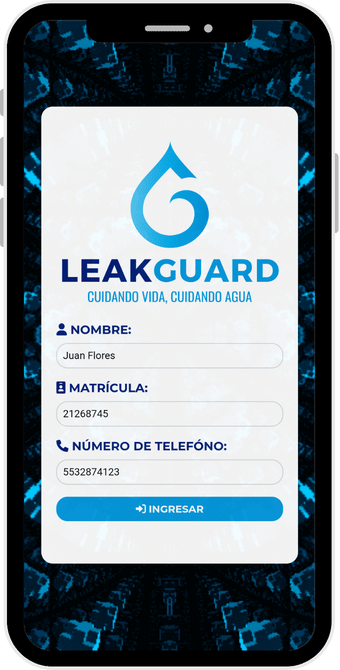 LEAKGUARD
CUIDANDO VIDA, CUIDANDO AGUA
NOMBRE:
Juan Flores
MATRÍCULA:
21268745
NÚMERO DE TELEFÓNO:
5532874123
INGRESAR